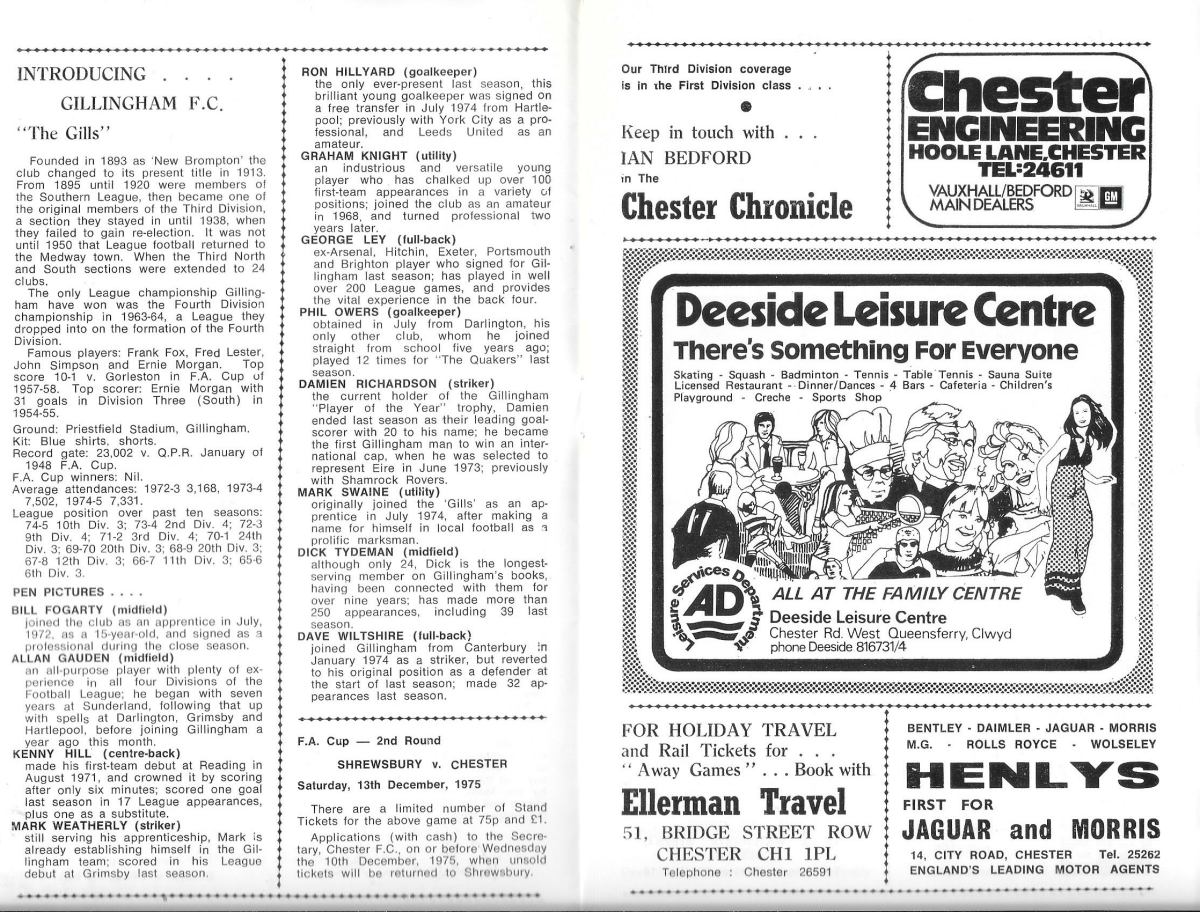 INTRODUCING . . . .
GILLINGHAM F.C.
"The Gills"
Founded in 1893 as 'New Brompton' the
club changed to its present title in 1913.
From 1895 until 1920 were members of
the Southern League, then became one of
the original members of the Third Division,
a section they stayed in until 1938, when
they failed to gain re-election. It was not
until 1950 that League football returned to
the Medway town. When the Third North
and South sections were extended to 24
clubs.
The only League championship Gilling-
ham have won was the Fourth Division
championship in 1963-64, a League they
dropped into on the formation of the Fourth
Division.
Famous players: Frank Fox, Fred Lester,
John Simpson and Ernie Morgan. Top
score 10-1 v. Gorleston in F.A. Cup of
1957-58. Top scorer: Ernie Morgan with
31 goals in Division Three (South) in
1954-55.
Ground: Priestfield Stadium, Gillingham.
Kit: Blue shirts, shorts.
Record gate: 23,002 v. Q.P.R. January of
1948 F.A. Cup.
F.A. Cup winners: Nil.
Average attendances: 1972-3 3,168, 1973-4
7,502, 1974-5 7,331.
League position over past ten seasons:
74-5 10th Div. 3; 73-4 2nd Div. 4; 72-3
9th Div. 4; 71-2 3rd Div. 4; 70-1 24th
Div. 3; 69-70 20th Div. 3; 68-9 20th Div. 3;
67-8 12th Div. 3; 66-7 11th Div. 3; 65-6
6th Div. 3.
PEN PICTURES . . . .
BILL FOGARTY (midfield)
joined the club as an apprentice in July,
1972, as a 15-year-old, and signed as a
professional during the close season.
ALLAN GAUDEN (midfield)
an all-purpose player with plenty of ex-
perience in all four Divisions of the
Football League; he began with seven
years at Sunderland, following that up
with spells at Darlington, Grimsby and
Hartlepool, before joining Gillingham a
year ago this month.
KENNY HILL (centre-back)
made his first-team debut at Reading in
August 1971, and crowned it by scoring
after only six minutes; scored one goal
last season in 17 League appearances,
plus one as a substitute.
MARK WEATHERLY (striker)
still serving his apprenticeship, Mark is
already establishing himself in the Gil-
lingham team; scored in his League
debut at Grimsby last season.
RON HILLYARD (goalkeeper)
the only ever-present last season, this
brilliant young goalkeeper was signed on
a free transfer in July 1974 from Hartle-
pool; previously with York City as a pro-
fessional, and Leeds United as an
amateur.
GRAHAM KNIGHT (utility)
an industrious and versatile young
player who has chalked up over 100
first-team appearances in a variety of
positions; joined the club as an amateur
in 1968, and turned professional two
years later.
GEORGE LEY (full-back)
ex-Arsenal, Hitchin, Exeter, Portsmouth
and Brighton player who signed for Gil-
lingham last season; has played in well
over 200 League games, and provides
the vital experience in the back four.
PHIL OWERS (goalkeeper)
obtained in July from Darlington, his
only other club, whom he joined
straight from school five years ago;
played 12 times for "The Quakers" last
season.
DAMIEN RICHARDSON (striker)
the current holder of the Gillingham
"Player of the Year" trophy, Damien
ended last season as their leading goal-
scorer with 20 to his name; he became
the first Gillingham man to win an inter-
national cap, when he was selected to
represent Eire in June 1973; previously
with Shamrock Rovers.
MARK SWAINE (utility)
originally joined the 'Gills' as an ap-
prentice in July 1974, after making a
name for himself in local football as a
prolific marksman.
DICK TYDEMAN (midfield)
although only 24, Dick is the longest-
serving member on Gillingham's books,
having been connected with them for
over nine years; has made more than
250 appearances, including 39 last
season.
DAVE WILTSHIRE (full-back)
joined Gillingham from Canterbury in
January 1974 as a striker, but reverted
to his original position as a defender at
the start of last season; made 32 ap-
pearances last season.
F.A. Cup — 2nd Round
SHREWSBURY v. CHESTER
Saturday, 13th December, 1975
There are a limited number of Stand
Tickets for the above game at 75p and £1.
Applications (with cash) to the Secre-
tary, Chester F.C., on or before Wednesday
the 10th December, 1975, when unsold
tickets will be returned to Shrewsbury.
Our Third Division coverage
is in the First Division class . . . .
Keep in touch with . . .
IAN BEDFORD
in The
Chester Chronicle
Chester
ENGINEERING
HOOLE LANE, CHESTER
TEL:24611
VAUXHALL/BEDFORD
MAIN DEALERS
VAUXHALL
GM
Deeside Leisure Centre
There's Something For Everyone
Skating - Squash - Badminton - Tennis - Table Tennis - Sauna Suite
Licensed Restaurant - Dinner/Dances - 4 Bars - Cafeteria - Children's
Playground - Creche - Sports Shop
Leisure Services Department
AD
ALL AT THE FAMILY CENTRE
Deeside Leisure Centre
Chester Rd. West Queensferry, Clwyd
phone Deeside 816731/4
FOR HOLIDAY TRAVEL
and Rail Tickets for . . .
"Away Games" . . . Book with
Ellerman Travel
51, BRIDGE STREET ROW
CHESTER CH1 1PL
Telephone : Chester 26591
BENTLEY - DAIMLER - JAGUAR - MORRIS
M.G. - ROLLS ROYCE - WOLSELEY
HENLYS
FIRST FOR
JAGUAR and MORRIS
14, CITY ROAD, CHESTER Tel. 25262
ENGLAND'S LEADING MOTOR AGENTS